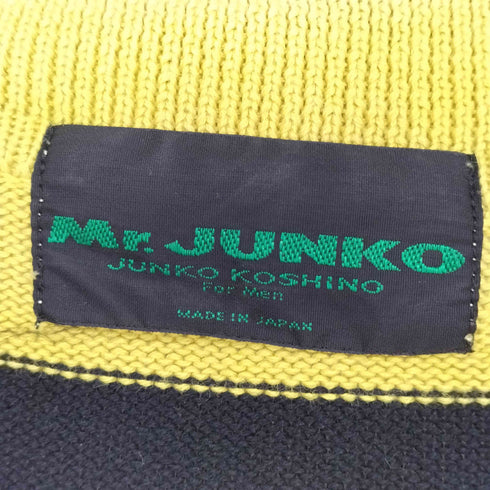 Mr. JUNKO
JUNKO KOSHINO
For Men
MADE IN JAPAN